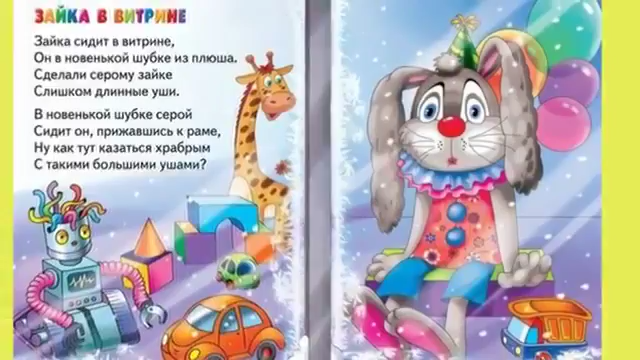 ЗАЙКА В ВИТРИНЕ
Зайка сидит в витрине,
Он в новенькой шубке из плюша.
Сделали серому зайке
Слишком длинные уши.
В новенькой шубке серой
Сидит он, прижавшись к раме,
Ну как тут казаться храбрым
С такими большими ушами?